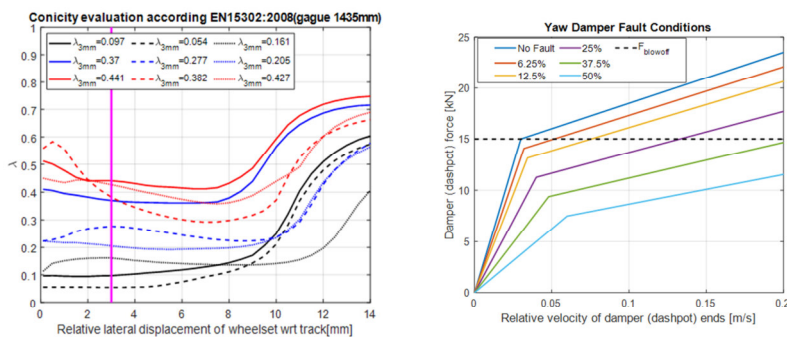 Conicity evaluation according EN15302:2008(gague 1435mm)
λ3mm=0.097 λ3mm=0.054 λ3mm=0.161
λ3mm=0.37 λ3mm=0.277 λ3mm=0.205
λ3mm=0.441 λ3mm=0.382 λ3mm=0.427
1
0.9
0.8
0.7
0.6
0.5
0.4
0.3
0.2
0.1
0
λ
0 2 4 6 8 10 12 14
Relative lateral displacement of wheelset wrt track[mm]
Yaw Damper Fault Conditions
No Fault 25% Fblowoff
6.25% 37.5%
12.5% 50%
25
20
15
10
5
0
Damper (dashpot) force [kN]
0 0.05 0.1 0.15 0.2
Relative velocity of damper (dashpot) ends [m/s]